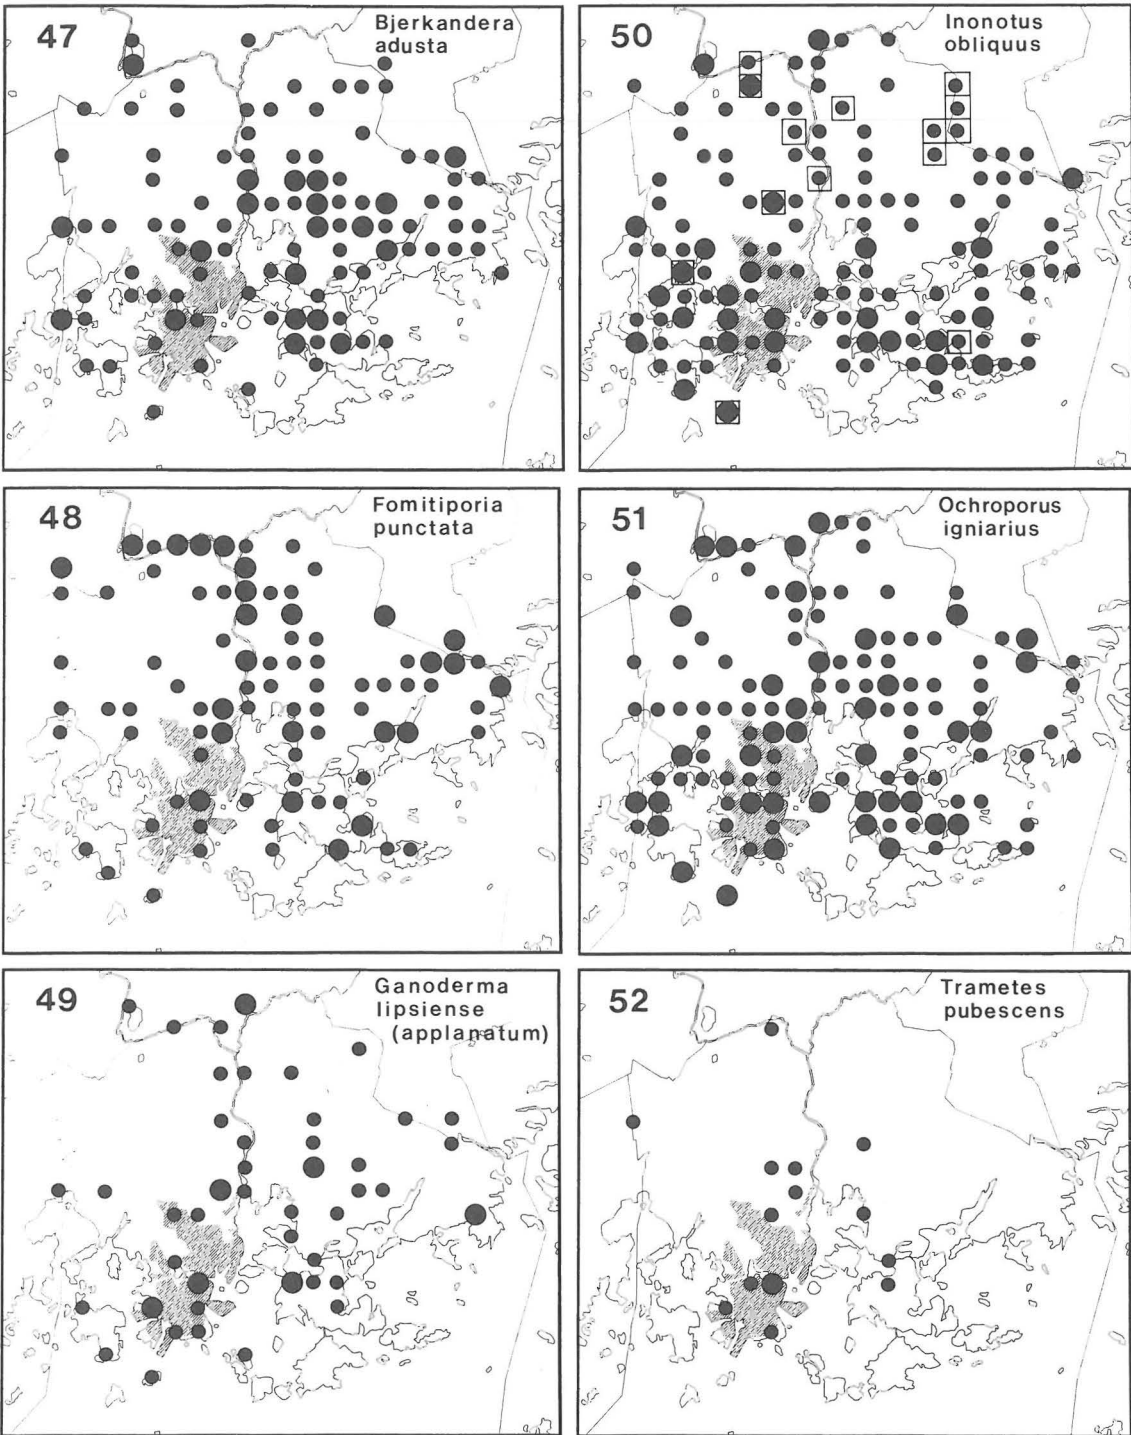 47
Bjerkandera
adusta
50
Inonotus
obliquus
48
Fomitiporia
punctata
51
Ochroporus
igniarius
49
Ganoderma
lipsiense
(applanatum)
52
Trametes
pubescens